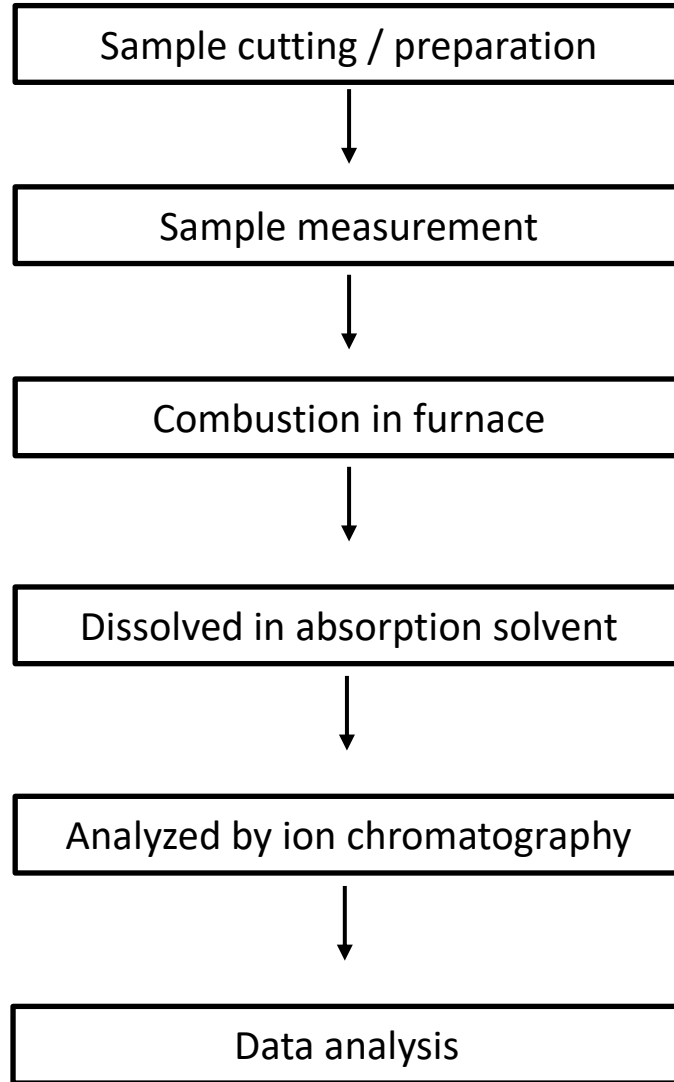 Sample cutting / preparation
Sample measurement
Combustion in furnace
Dissolved in absorption solvent
Analyzed by ion chromatography
Data analysis